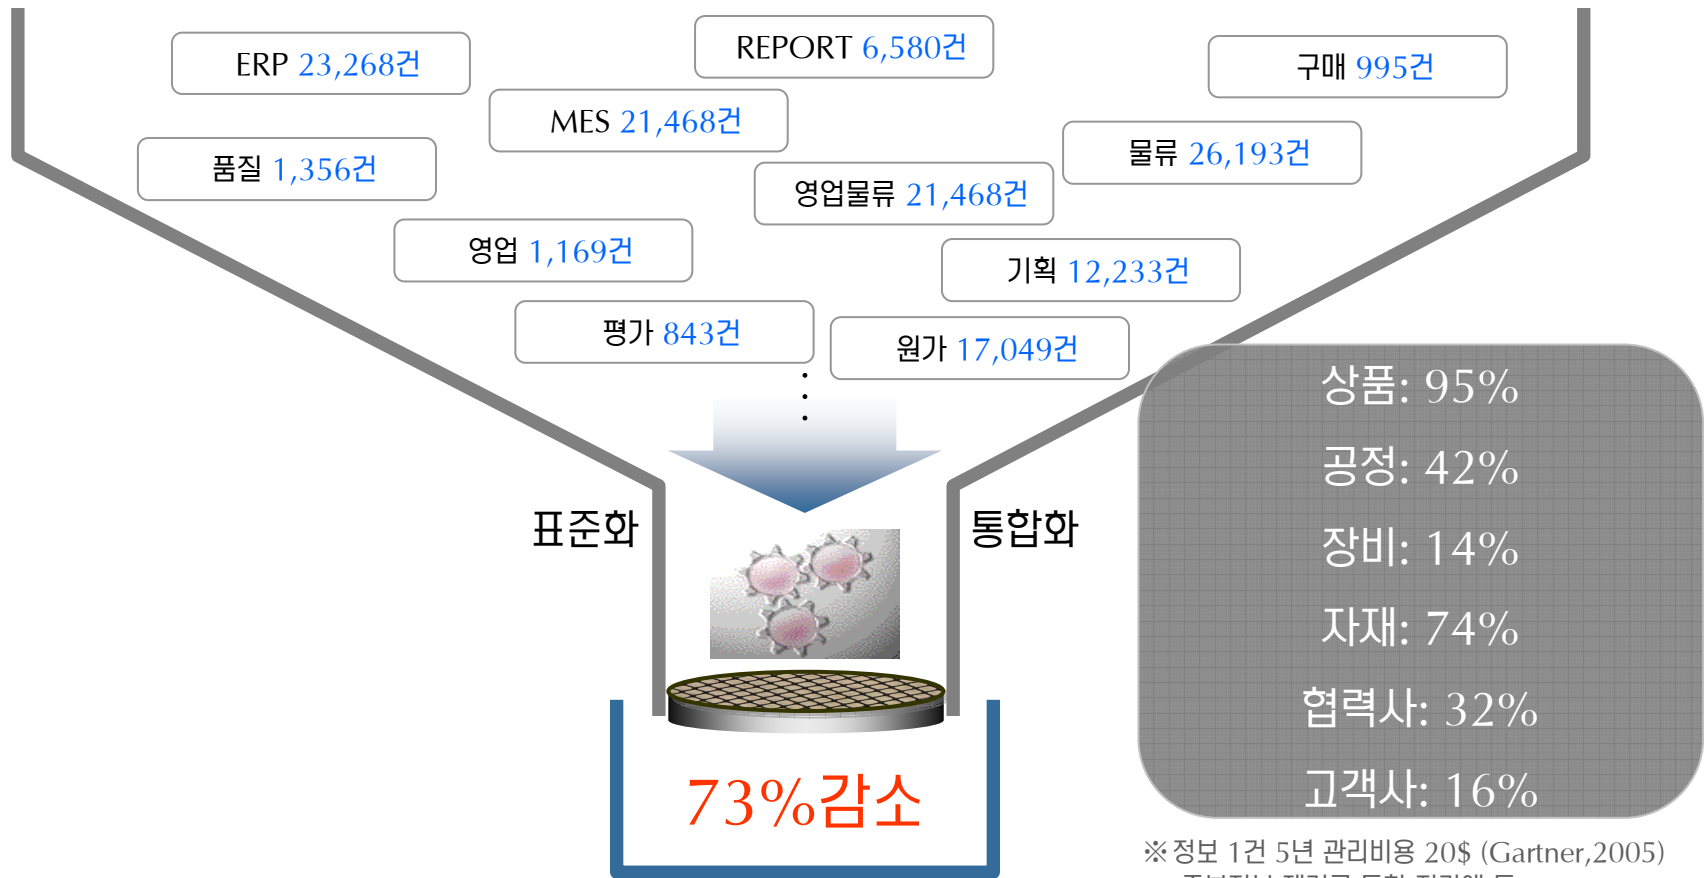 REPORT 6,580건
ERP 23,268건
구매 995건
MES 21,468건
물류 26,193건
품질 1,356건
영업물류 21,468건
영업 1,169건
기획 12,233건
평가 843건
원가 17,049건
표준화
통합화
73%감소
상품: 95%
공정: 42%
장비: 14%
자재: 74%
협력사: 32%
고객사: 16%
※정보 1건 5년 관리비용 20$ (Gartner,2005)